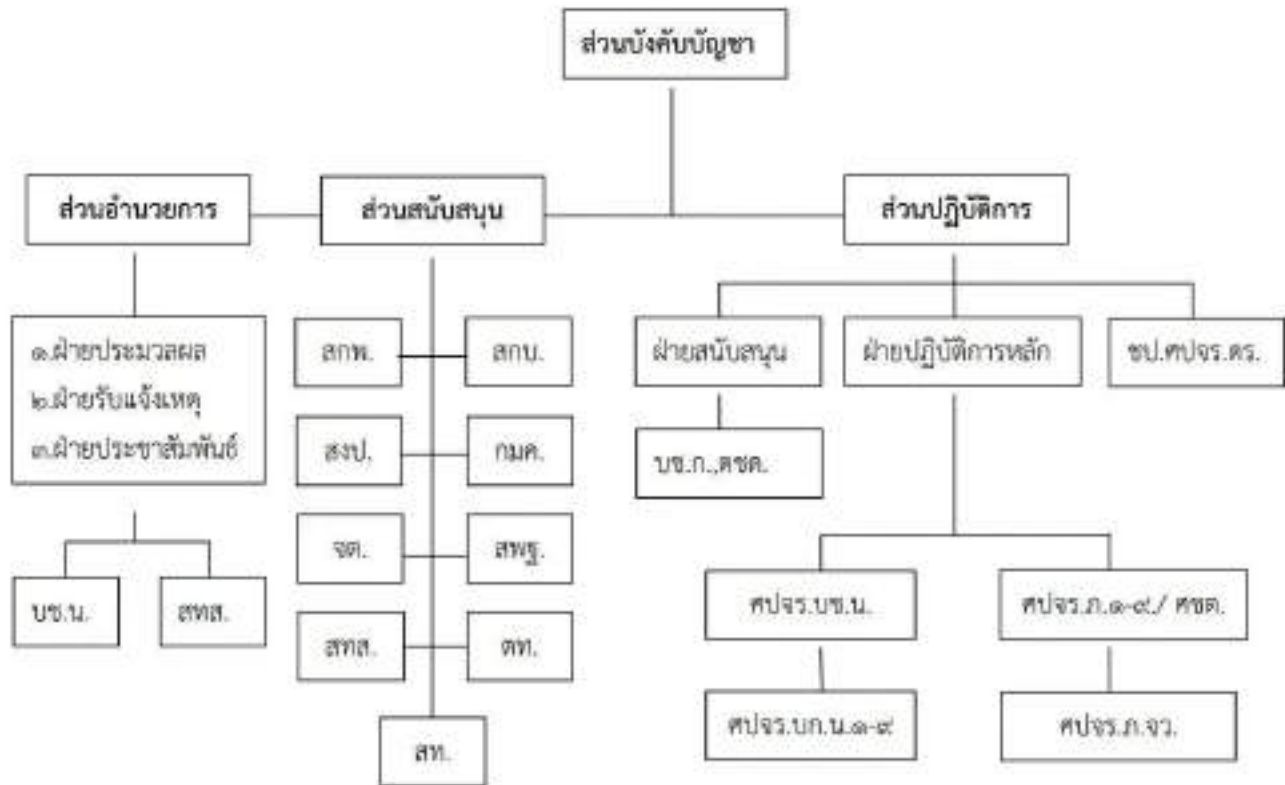 ส่วนบังคับบัญชา
ส่วนอำนวยการ
ส่วนสนับสนุน
ส่วนปฏิบัติการ
๑.ฝ่ายประมวลผล
๒.ฝ่ายรับแจ้งเหตุ
๓.ฝ่ายประชาสัมพันธ์
บช.น.
สทส.
สกพ.
สกบ.
สงป.
กมค.
จต.
สพฐ.
สทส.
ตท.
สท.
ฝ่ายสนับสนุน
ฝ่ายปฏิบัติการหลัก
ชป.ศปจร.ตร.
บช.ก.,ตชด.
ศปจร.บช.น.
ศปจร.ภ.๑-๙./ ศชต.
ศปจร.บก.น.๑-๙
ศปจร.ภ.จว.